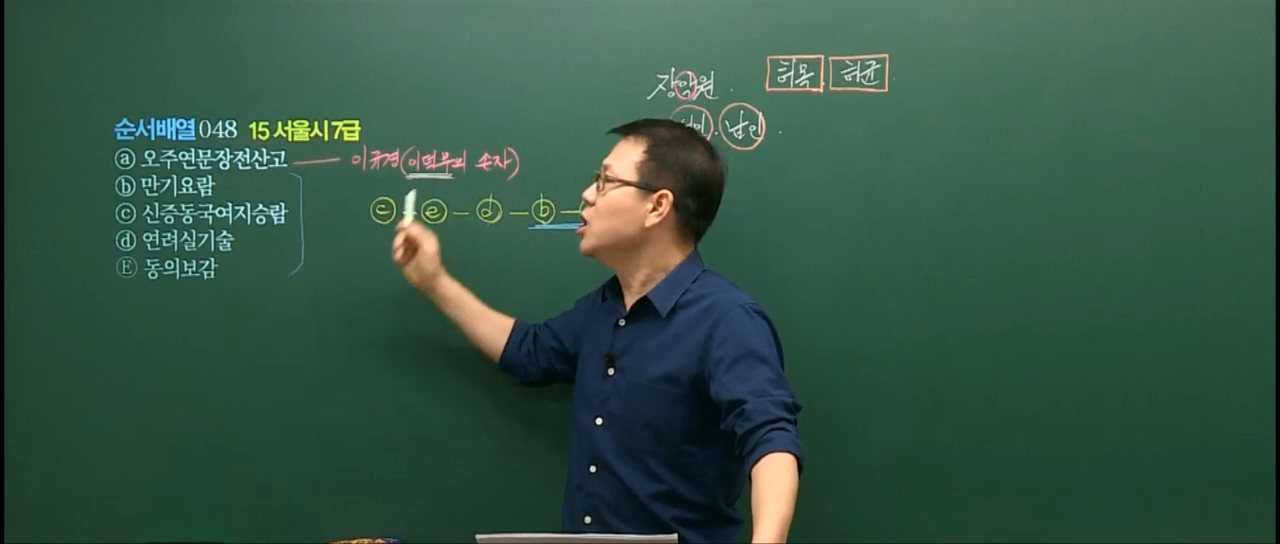 장악원. 허목 허균.
남인.
순서배열 048 15 서울시 7급
ⓐ 오주연문장전산고 — 이규경(이덕무의 손자)
ⓑ 만기요람
ⓒ 신증동국여지승람
ⓒ - ⓔ - ⓓ - ⓑ -
ⓓ 연려실기술
Ⓔ 동의보감